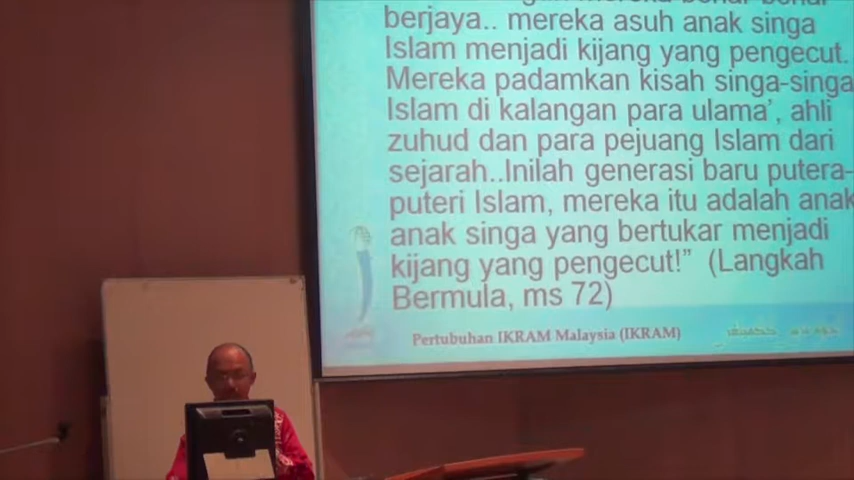 berjaya.. mereka asuh anak singa
Islam menjadi kijang yang pengecut.
Mereka padamkan kisah singa-singa
Islam di kalangan para ulama’, ahli
zuhud dan para pejuang Islam dari
sejarah..Inilah generasi baru putera-
puteri Islam, mereka itu adalah anak
anak singa yang bertukar menjadi
kijang yang pengecut!” (Langkah
Bermula, ms 72)
Pertubuhan IKRAM Malaysia (IKRAM)